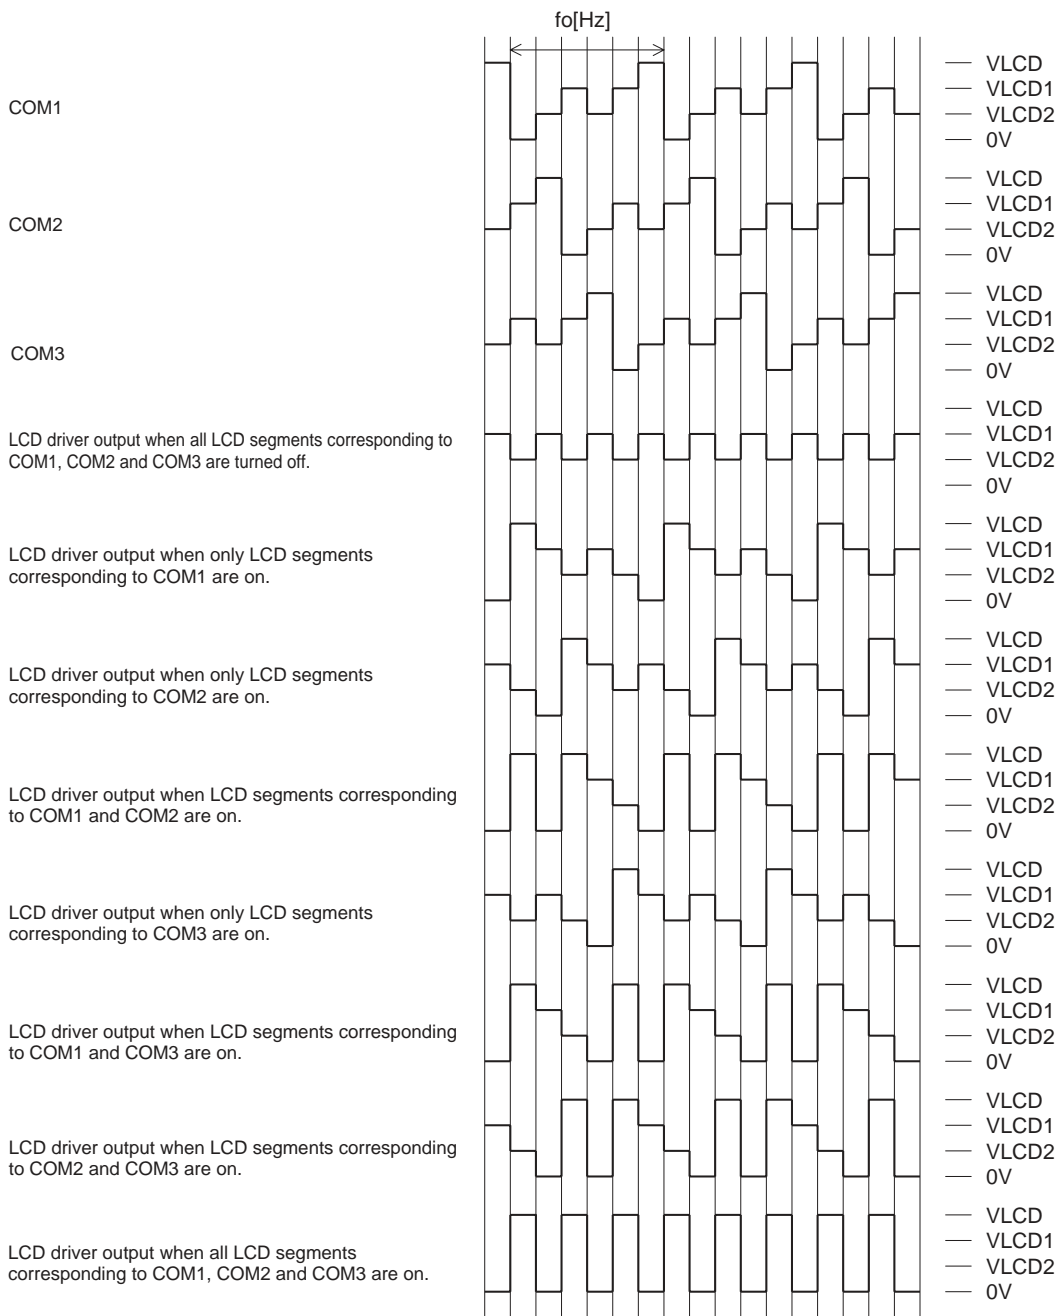 fo[Hz]
VLCD
COM1
VLCD1
VLCD2
0V
VLCD
VLCD1
COM2
VLCD2
0V
VLCD
VLCD1
COM3
VLCD2
0V
VLCD
LCD driver output when all LCD segments corresponding to
COM1, COM2 and COM3 are turned off.
VLCD1
VLCD2
0V
VLCD
LCD driver output when only LCD segments
corresponding to COM1 are on.
VLCD1
VLCD2
0V
VLCD
LCD driver output when only LCD segments
corresponding to COM2 are on.
VLCD1
VLCD2
0V
VLCD
VLCD1
LCD driver output when LCD segments corresponding
to COM1 and COM2 are on.
VLCD2
0V
VLCD
VLCD1
LCD driver output when only LCD segments
corresponding to COM3 are on.
VLCD2
0V
VLCD
VLCD1
LCD driver output when LCD segments corresponding
to COM1 and COM3 are on.
VLCD2
0V
VLCD
VLCD1
LCD driver output when LCD segments corresponding
to COM2 and COM3 are on.
VLCD2
0V
VLCD
VLCD1
LCD driver output when all LCD segments
corresponding to COM1, COM2 and COM3 are on.
VLCD2
0V